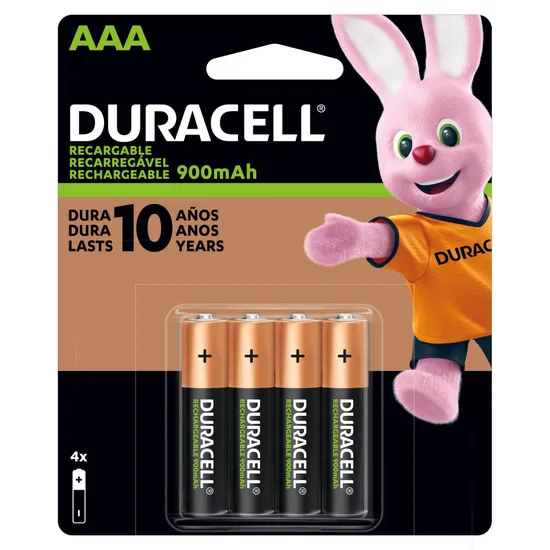 AAA
DURACELL®
RECARGABLE
RECARREGÁVEL
RECHARGEABLE 900mAh
DURA 10 AÑOS
DURA ANOS
LASTS YEARS
DURACELL
+ + + +
DURACELL
RECHARGEABLE 900mAh
DURACELL
RECHARGEABLE 900mAh
DURACELL
RECHARGEABLE 900mAh
DURACELL
RECHARGEABLE 900mAh
4x
+
-